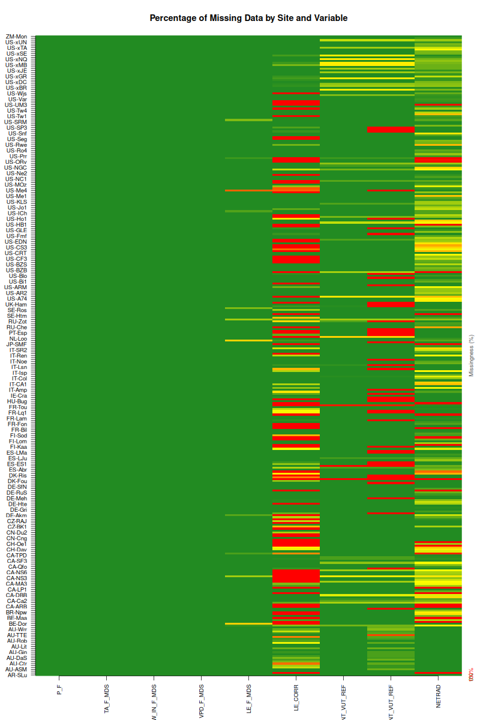 Percentage of Missing Data by Site and Variable
ZM-Mon
US-xUN
US-xTA
US-xSE
US-xNQ
US-xMB
US-xJE
US-xGR
US-xDC
US-xBR
US-Wjs
US-Var
US-UM3
US-Tw4
US-Tw1
US-SRM
US-SP3
US-Snf
US-Seg
US-Rwe
US-Ro4
US-Prr
US-ORv
US-NGC
US-Ne2
US-NC1
US-MOz
US-Me4
US-Me1
US-KLS
US-Jo1
US-ICh
US-Ho1
US-HB1
US-GLE
US-Fmf
US-EDN
US-CS3
US-CRT
US-CF3
US-BZS
US-BZB
US-Blo
US-Bi1
US-ARM
US-AR2
US-A74
UK-Ham
SE-Ros
SE-Htm
RU-Zot
RU-Che
PT-Esp
NL-Loo
JP-SMF
IT-SR2
IT-Ren
IT-Noe
IT-Lsn
IT-Isp
IT-Col
IT-CA1
IT-Amp
IE-Cra
HU-Bug
FR-Tou
FR-Lq1
FR-Lam
FR-Fon
FR-Bil
FI-Sod
FI-Lom
FI-Kaa
ES-LMa
ES-LJu
ES-ES1
ES-Abr
DK-Ris
DK-Fou
DE-SfN
DE-RuS
DE-Meh
DE-Hte
DE-Gri
DE-Akm
CZ-RAJ
CZ-BK1
CN-Du2
CN-Cng
CH-Oe1
CH-Dav
CA-TPD
CA-SF3
CA-Qfo
CA-NS6
CA-NS3
CA-MA3
CA-LP1
CA-DBB
CA-Ca2
CA-ARB
BR-Npw
BE-Maa
BE-Dor
AU-Wrr
AU-TTE
AU-Rob
AU-Lit
AU-Gin
AU-DaS
AU-Ctr
AU-ASM
AR-SLu
P_F
TA_F_MDS
W_IN_F_MDS
VPD_F_MDS
LE_F_MDS
LE_CORR
NT_VUT_REF
NT_VUT_REF
NETRAD
Missingness (%)